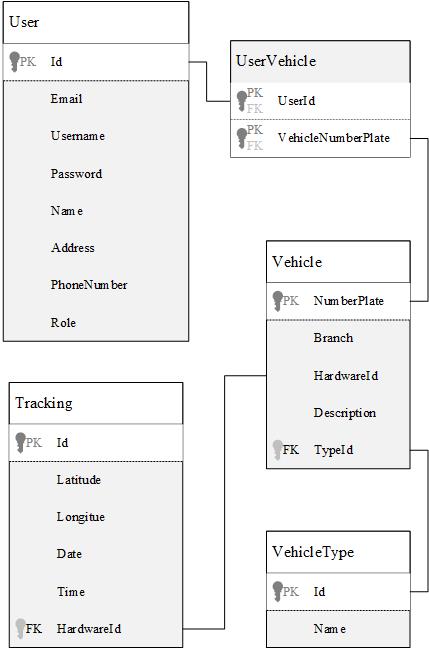 User
PK Id
Email
Username
Password
Name
Address
PhoneNumber
Role
UserVehicle
PK
FK UserId
PK
FK VehicleNumberPlate
Vehicle
PK NumberPlate
Branch
HardwareId
Description
FK TypeId
Tracking
PK Id
Latitude
Longitue
Date
Time
FK HardwareId
VehicleType
PK Id
Name